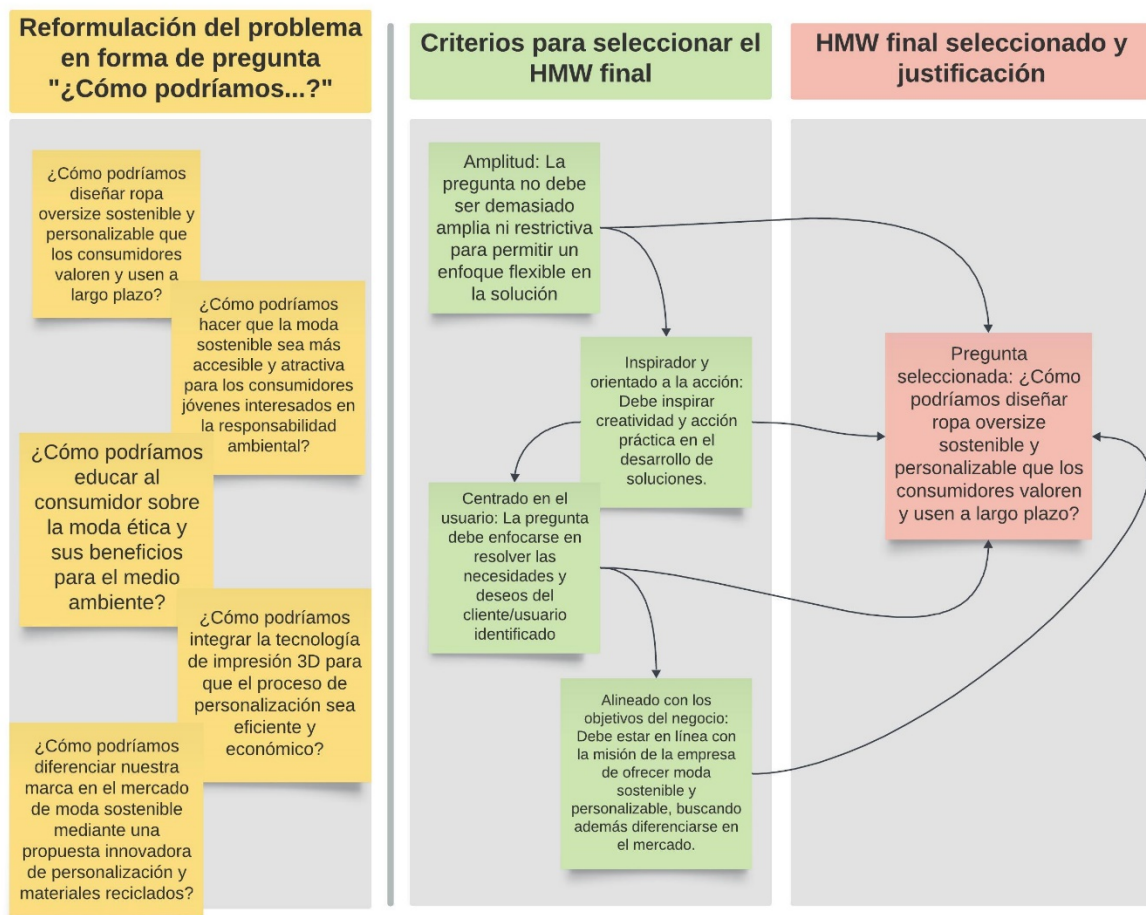 Reformulación del problema
en forma de pregunta
"¿Cómo podríamos...?"
¿Cómo podríamos
diseñar ropa
oversize sostenible y
personalizable que
los consumidores
valoren y usen a
largo plazo?
¿Cómo podríamos
hacer que la moda
sostenible sea más
accesible y atractiva
para los consumidores
jóvenes interesados en
la responsabilidad
ambiental?
¿Cómo podríamos
educar al
consumidor sobre
la moda ética y
sus beneficios
para el medio
ambiente?
¿Cómo podríamos
integrar la tecnología
de impresión 3D para
que el proceso de
personalización sea
eficiente y
económico?
¿Cómo podríamos
diferenciar nuestra
marca en el mercado
de moda sostenible
mediante una
propuesta innovadora
de personalización y
materiales reciclados?
Criterios para seleccionar el
HMW final
Amplitud: La
pregunta no debe
ser demasiado
amplia ni restrictiva
para permitir un
enfoque flexible en
la solución
Inspirador y
orientado a la acción:
Debe inspirar
creatividad y acción
práctica en el
desarrollo de
soluciones.
Centrado en el
usuario: La pregunta
debe enfocarse en
resolver las
necesidades y
deseos del
cliente/usuario
identificado
Alineado con los
objetivos del negocio:
Debe estar en línea con
la misión de la empresa
de ofrecer moda
sostenible y
personalizable, buscando
además diferenciarse en
el mercado.
HMW final seleccionado y
justificación
Pregunta
seleccionada: ¿Cómo
podríamos diseñar
ropa oversize
sostenible y
personalizable que los
consumidores valoren
y usen a largo plazo?